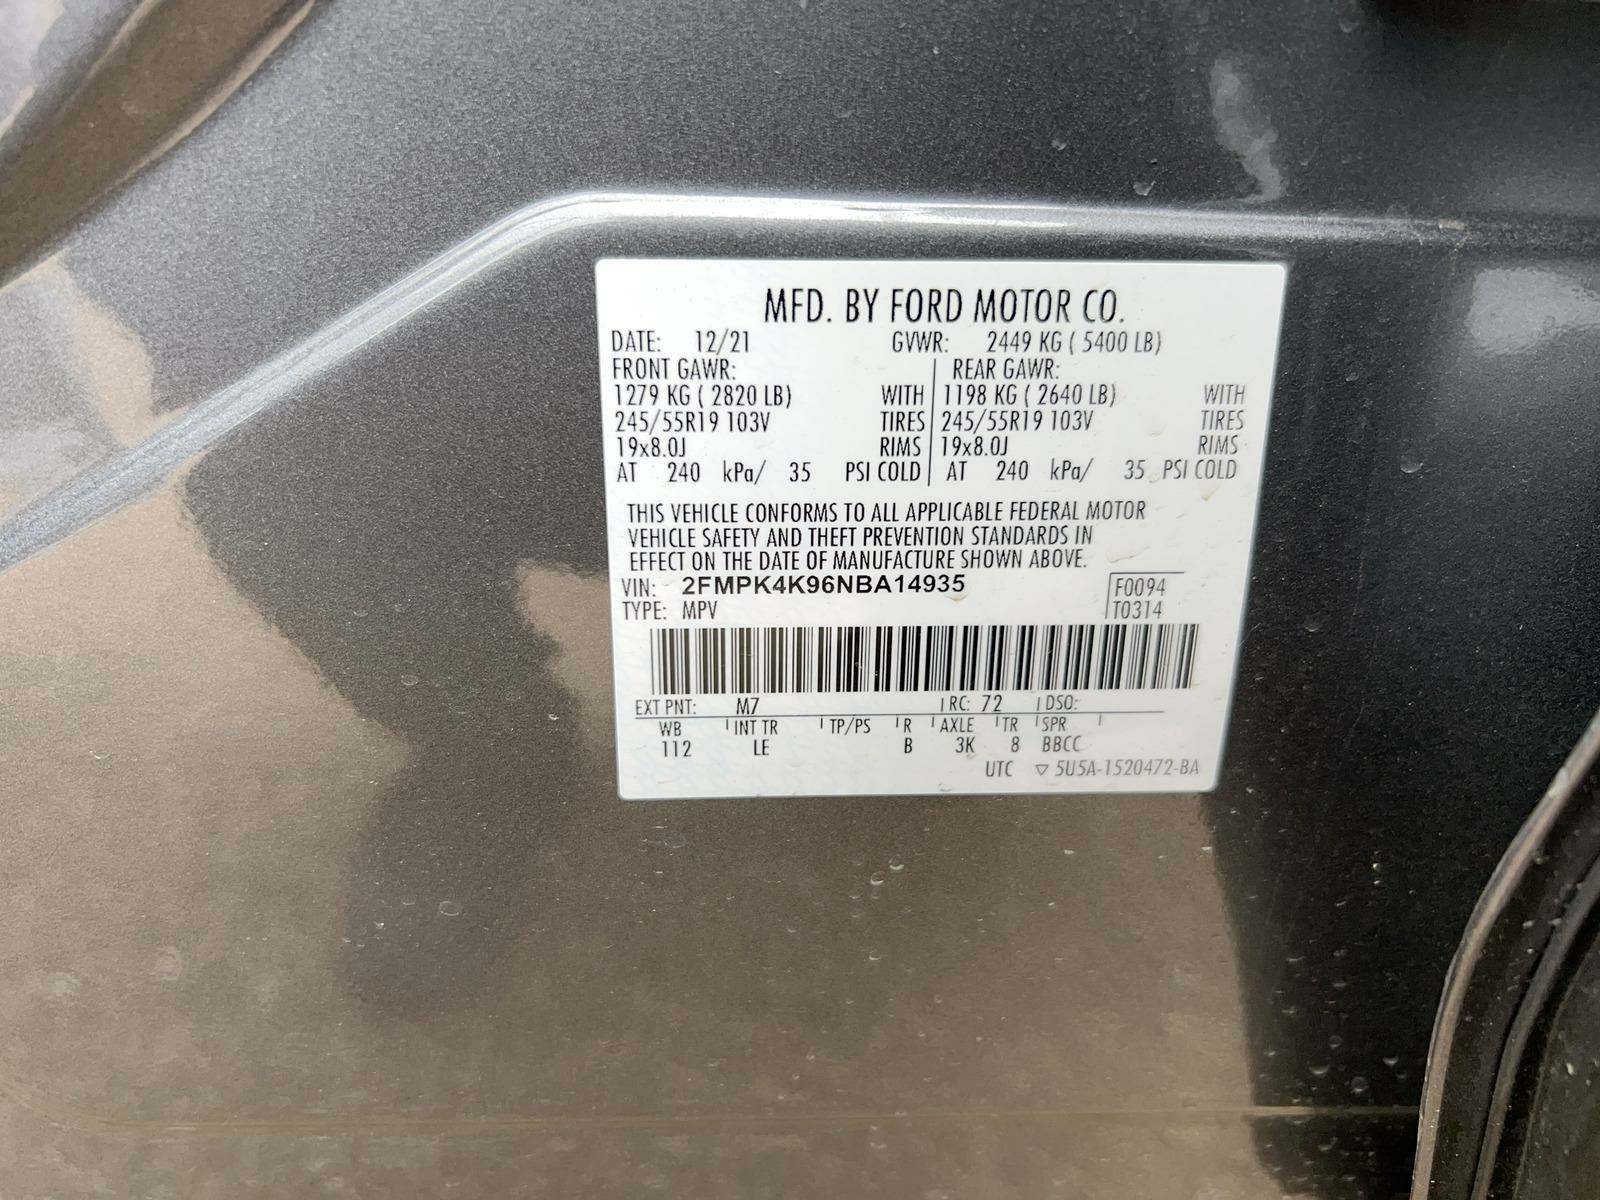 MFD. BY FORD MOTOR CO.
DATE: 12/21 GVWR: 2449 KG ( 5400 LB)
FRONT GAWR: REAR GAWR:
1279 KG ( 2820 LB) WITH 1198 KG ( 2640 LB) WITH
245/55R19 103V TIRES 245/55R19 103V TIRES
19x8.0J RIMS 19x8.0J RIMS
AT 240 kPa/ 35 PSI COLD AT 240 kPa/ 35 PSI COLD
THIS VEHICLE CONFORMS TO ALL APPLICABLE FEDERAL MOTOR
VEHICLE SAFETY AND THEFT PREVENTION STANDARDS IN
EFFECT ON THE DATE OF MANUFACTURE SHOWN ABOVE.
VIN: 2FMPK4K96NBA14935 F0094
TYPE: MPV T0314
EXT PNT: M7 RC: 72 DSO:
WB INT TR TP/PS R AXLE TR SPR
112 LE B 3K 8 BBCC
UTC ▽ 5U5A-1520472-BA